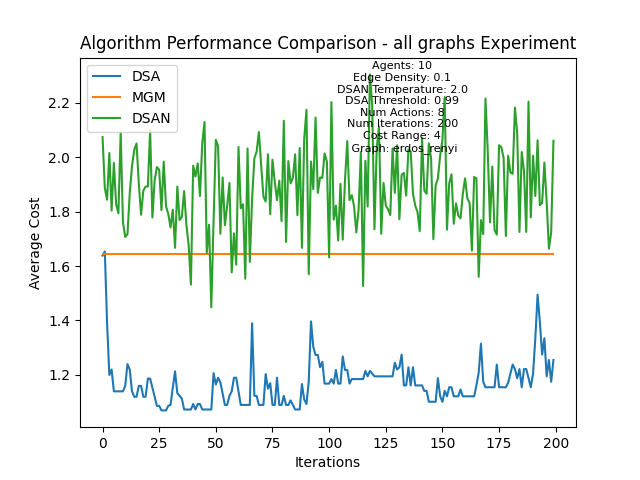 Algorithm Performance Comparison - all graphs Experiment
DSA
MGM
DSAN
Agents: 10
Edge Density: 0.1
DSAN Temperature: 2.0
DSA Threshold: 0.99
Num Actions: 8
Num Iterations: 200
Cost Range: 4
Graph: erdos_renyi
Average Cost
2.2
2.0
1.8
1.6
1.4
1.2
0 25 50 75 100 125 150 175 200
Iterations